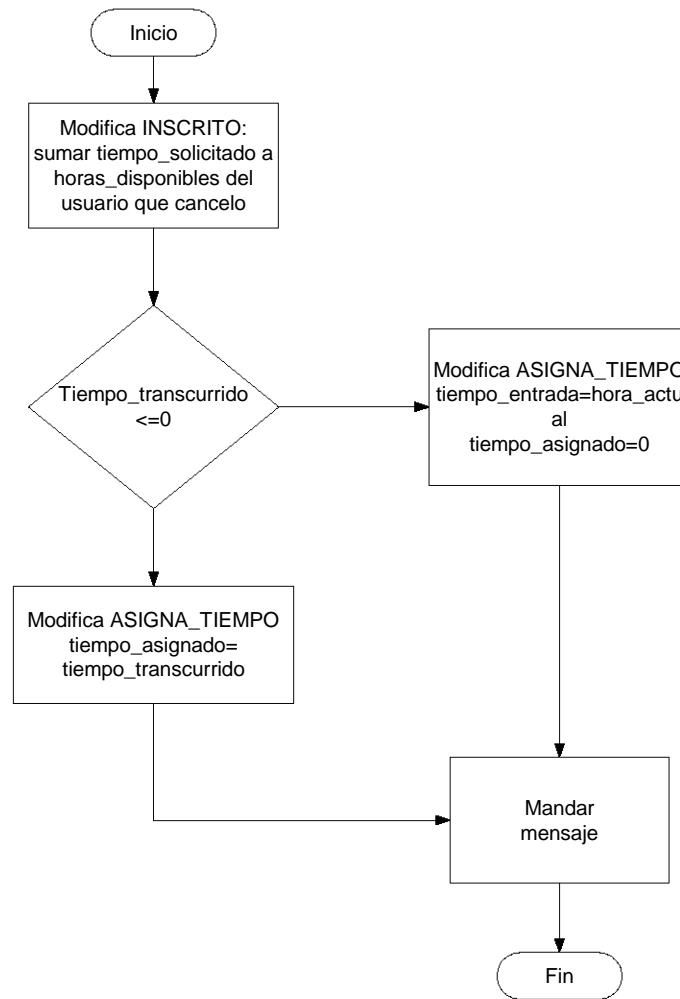 Inicio
Modifica INSCRITO:
sumar tiempo_solicitado a
horas_disponibles del
usuario que cancelo
Tiempo_transcurrido
<=0
Modifica ASIGNA_TIEMPO
tiempo_entrada=hora_actu
al
tiempo_asignado=0
Modifica ASIGNA_TIEMPO
tiempo_asignado=
tiempo_transcurrido
Mandar
mensaje
Fin